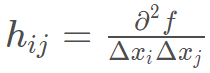 $h_{ij} = \frac{\partial^2 f}{\Delta x_i \Delta x_j}$